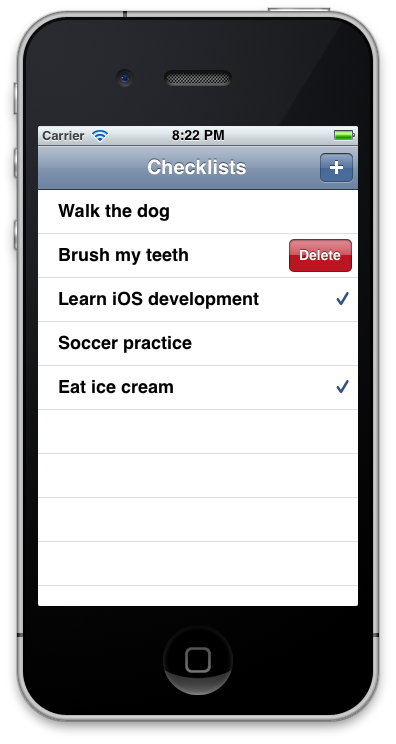 Carrier 8:22 PM
Checklists +
Walk the dog
Brush my teeth Delete
Learn iOS development
Soccer practice
Eat ice cream